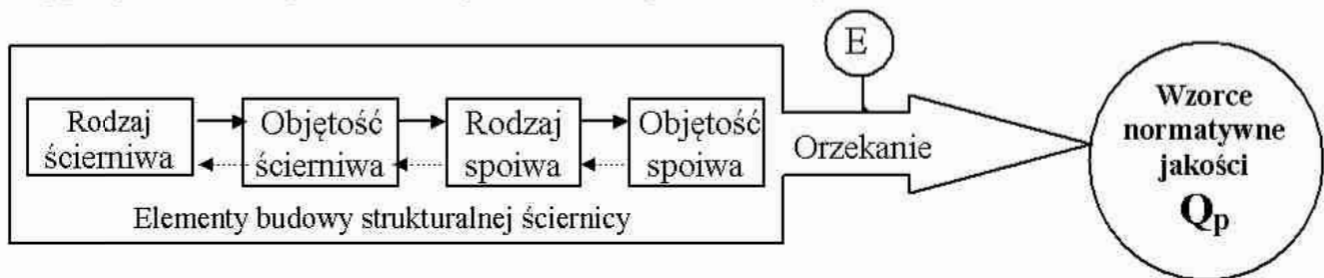 E
Rodzaj
ścierniwa
Objętość
ścierniwa
Rodzaj
spoiwa
Objętość
spoiwa
Elementy budowy strukturalnej ściernicy
Orzekanie
Wzorce
normatywne
jakości
Qp